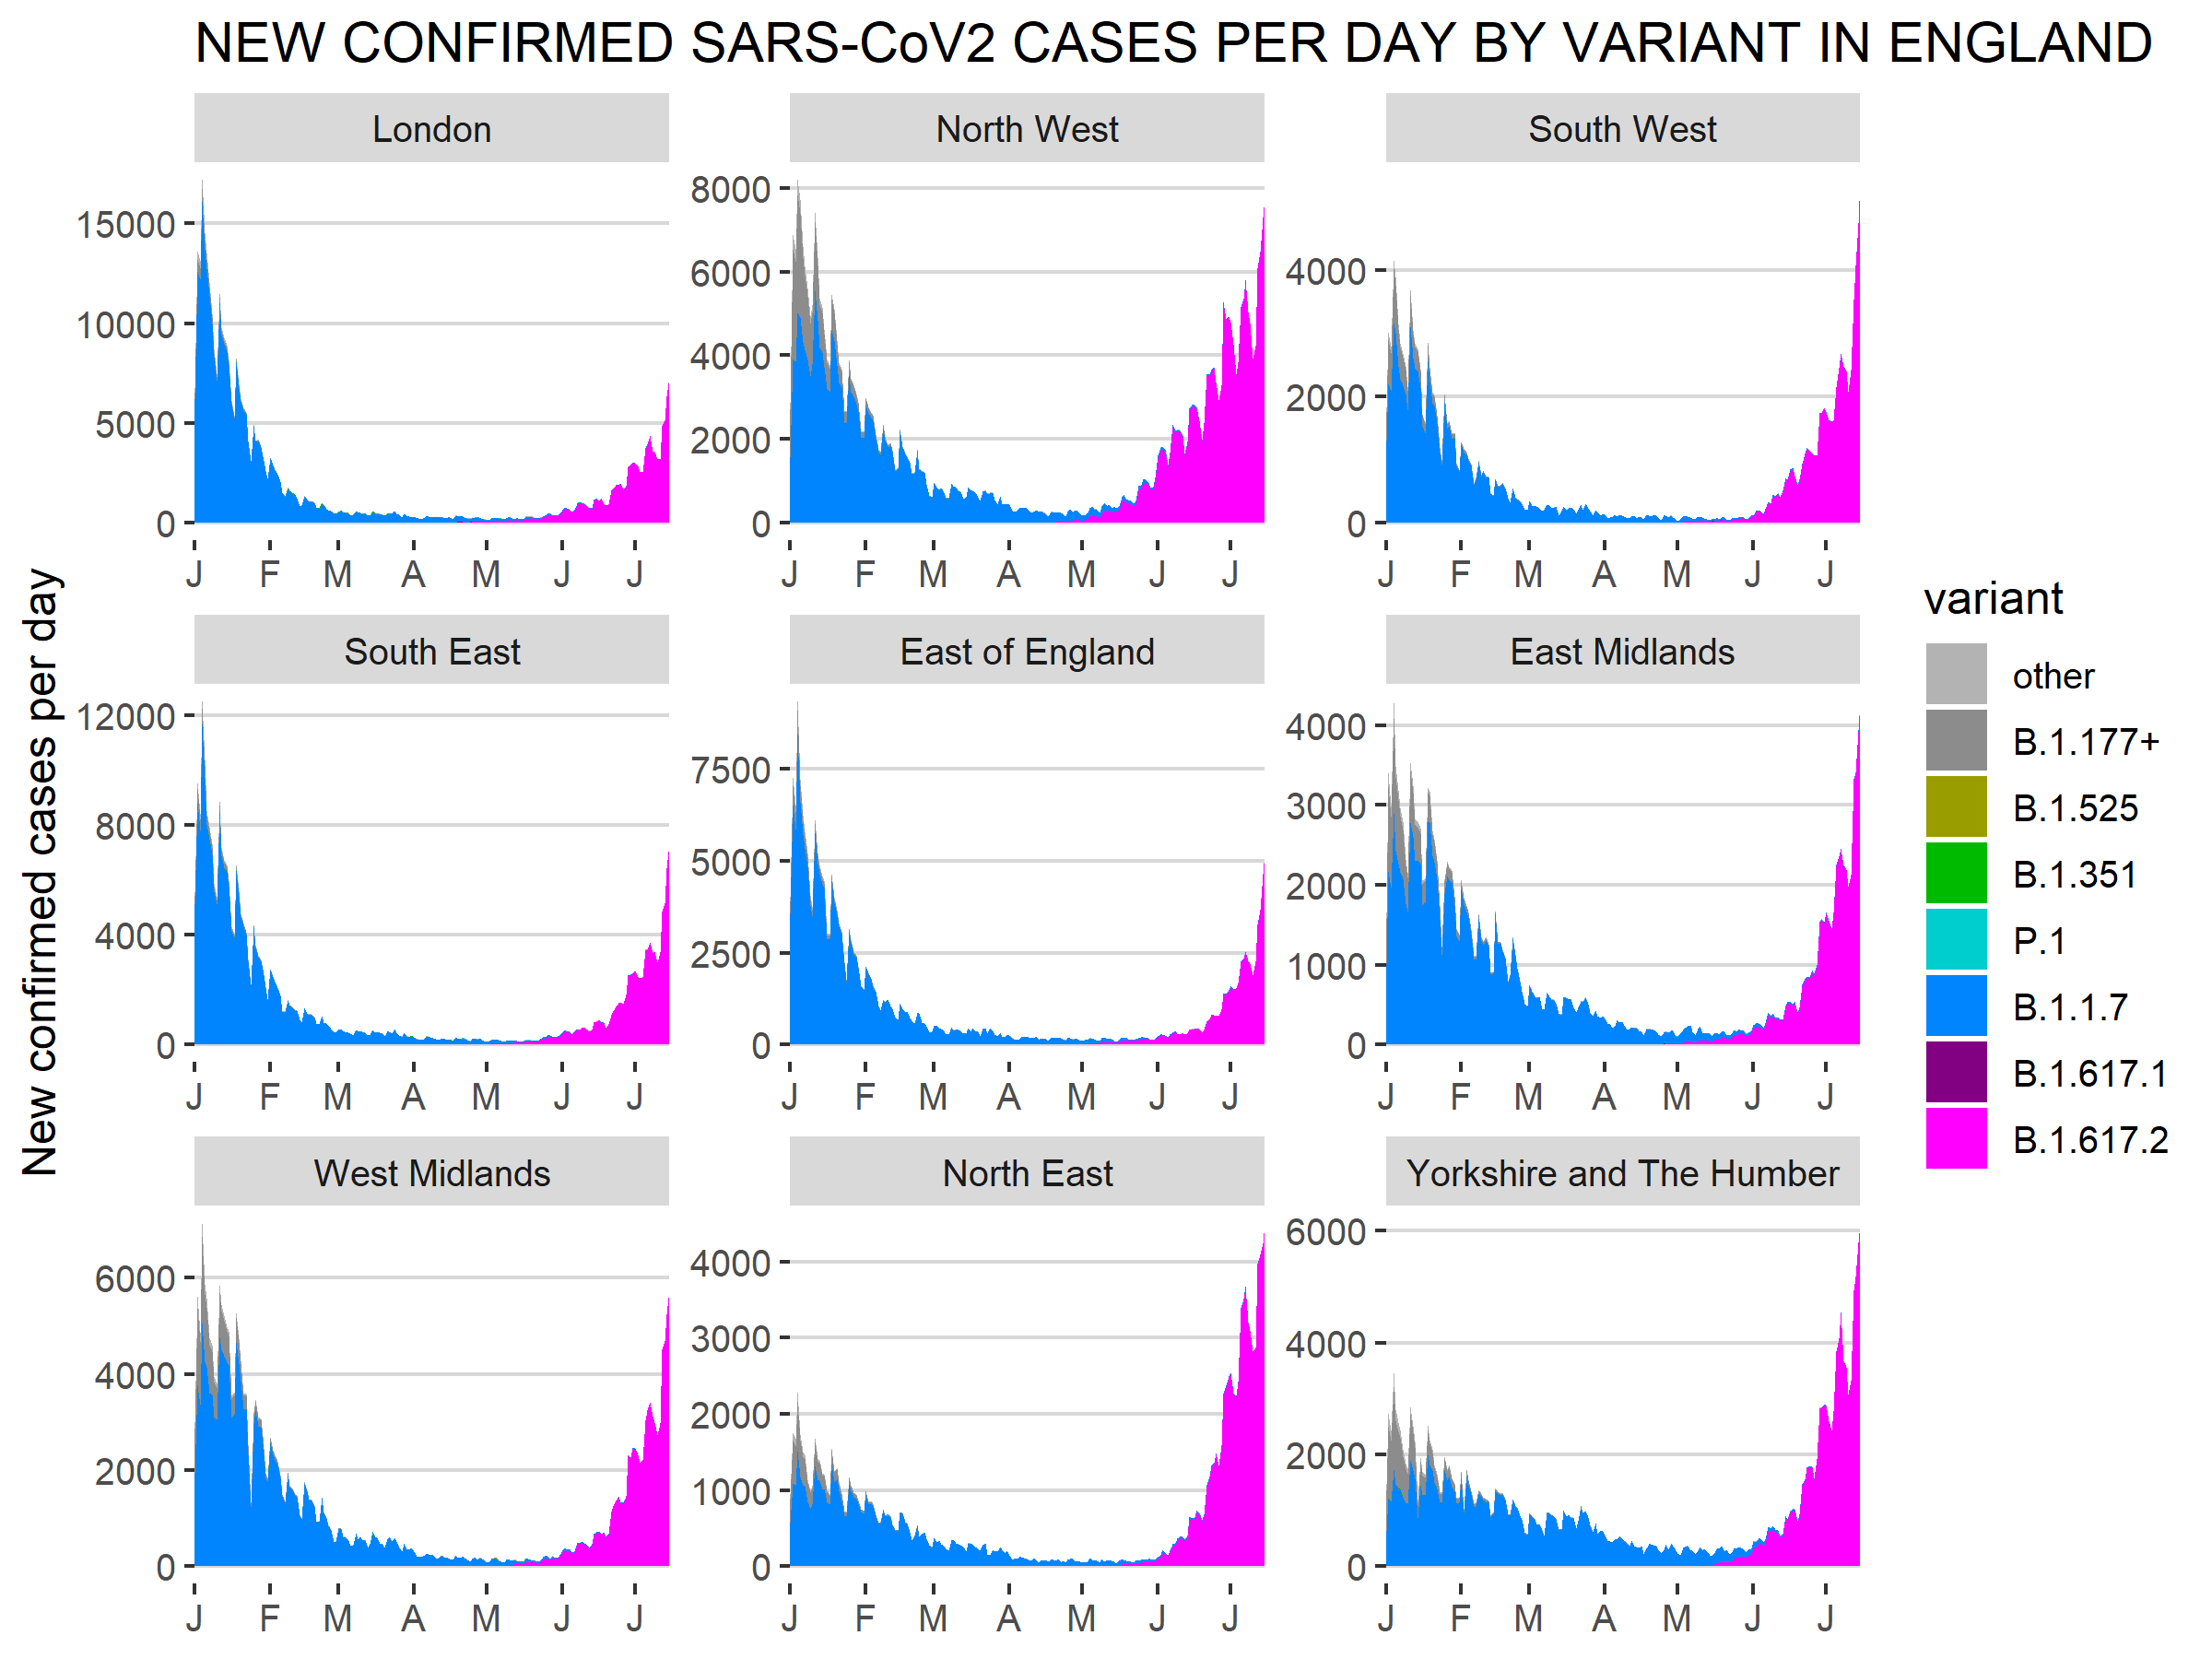 NEW CONFIRMED SARS-CoV2 CASES PER DAY BY VARIANT IN ENGLAND
New confirmed cases per day
London
15000
10000
5000
0
J F M A M J J
North West
8000
6000
4000
2000
0
J F M A M J J
South West
4000
2000
0
J F M A M J J
South East
12000
8000
4000
0
J F M A M J J
East of England
7500
5000
2500
0
J F M A M J J
East Midlands
4000
3000
2000
1000
0
J F M A M J J
West Midlands
6000
4000
2000
0
J F M A M J J
North East
4000
3000
2000
1000
0
J F M A M J J
Yorkshire and The Humber
6000
4000
2000
0
J F M A M J J
variant
other
B.1.177+
B.1.525
B.1.351
P.1
B.1.1.7
B.1.617.1
B.1.617.2